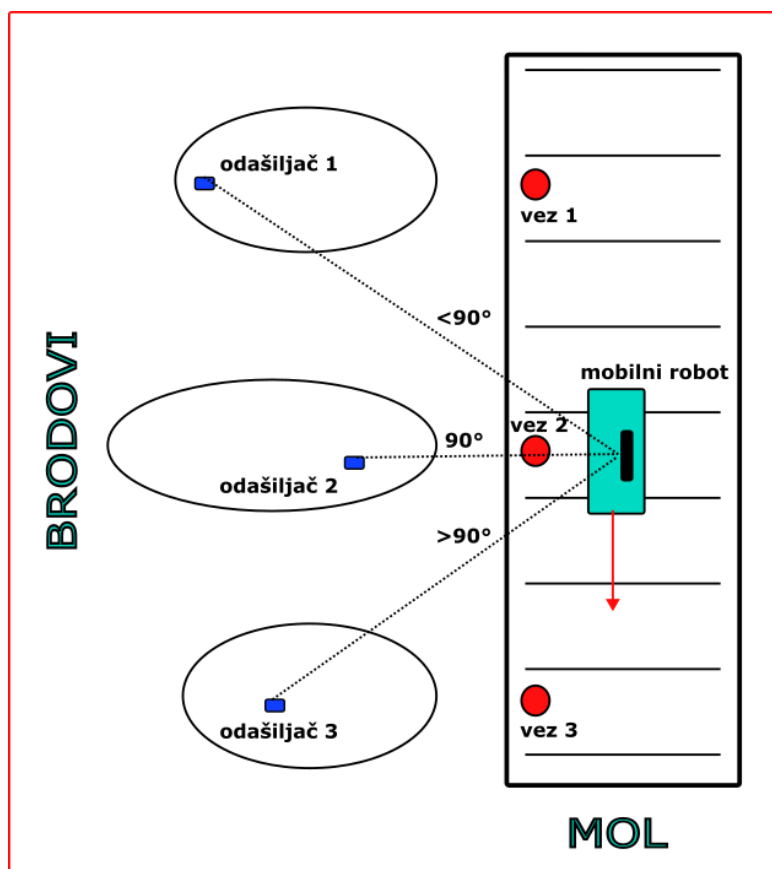 odašiljač 1
vez 1
<90°
mobilni robot
vez 2
90°
odašiljač 2
>90°
odašiljač 3
vez 3
BRODOVI
MOL